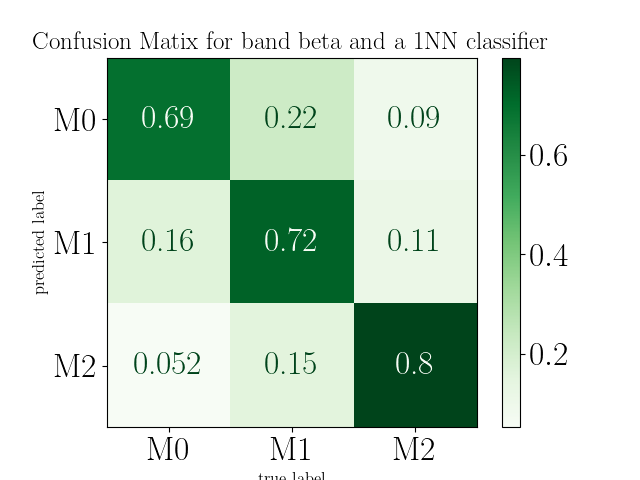 Confusion Matix for band beta and a 1NN classifier
M0 0.69 0.22 0.09
0.6
predicted label
M1 0.16 0.72 0.11
0.4
0.2
M2 0.052 0.15 0.8
M0 M1 M2
true label